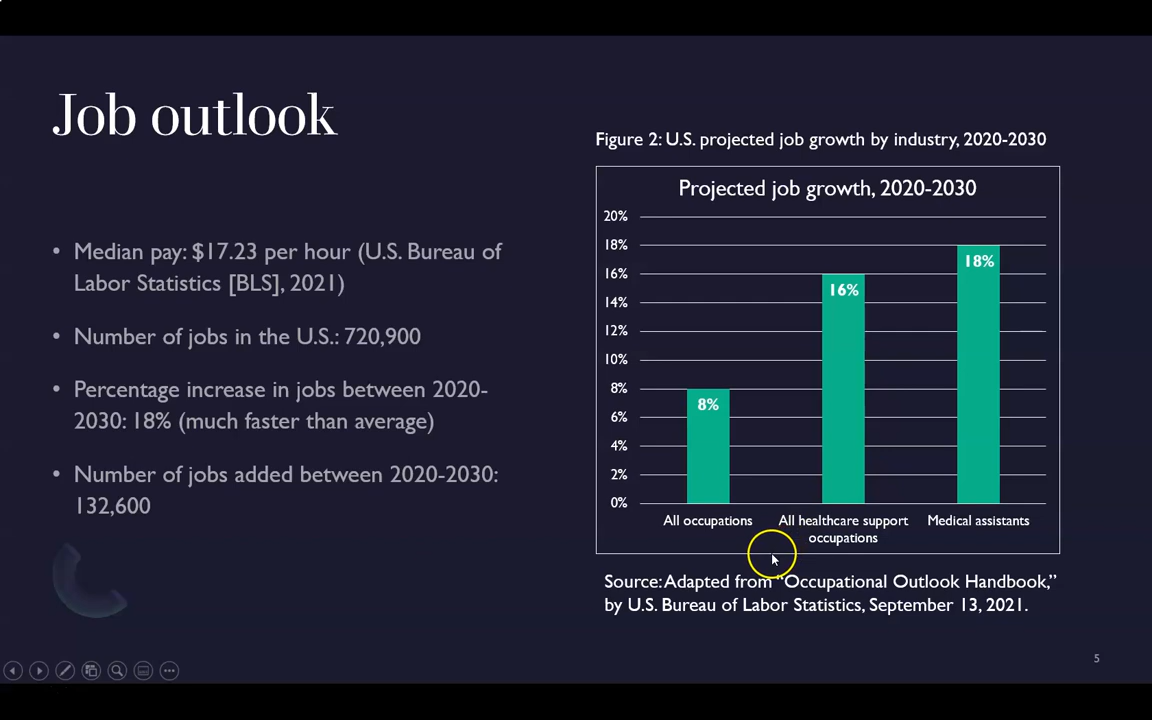 Job outlook
• Median pay: $17.23 per hour (U.S. Bureau of
Labor Statistics [BLS], 2021)
• Number of jobs in the U.S.: 720,900
• Percentage increase in jobs between 2020-
2030: 18% (much faster than average)
• Number of jobs added between 2020-2030:
132,600
Figure 2: U.S. projected job growth by industry, 2020-2030
Projected job growth, 2020-2030
20%
18%
16%
14%
12%
10%
8%
6%
4%
2%
0%
8%
16%
18%
All occupations
All healthcare support
occupations
Medical assistants
Source: Adapted from “Occupational Outlook Handbook,”
by U.S. Bureau of Labor Statistics, September 13, 2021.
5